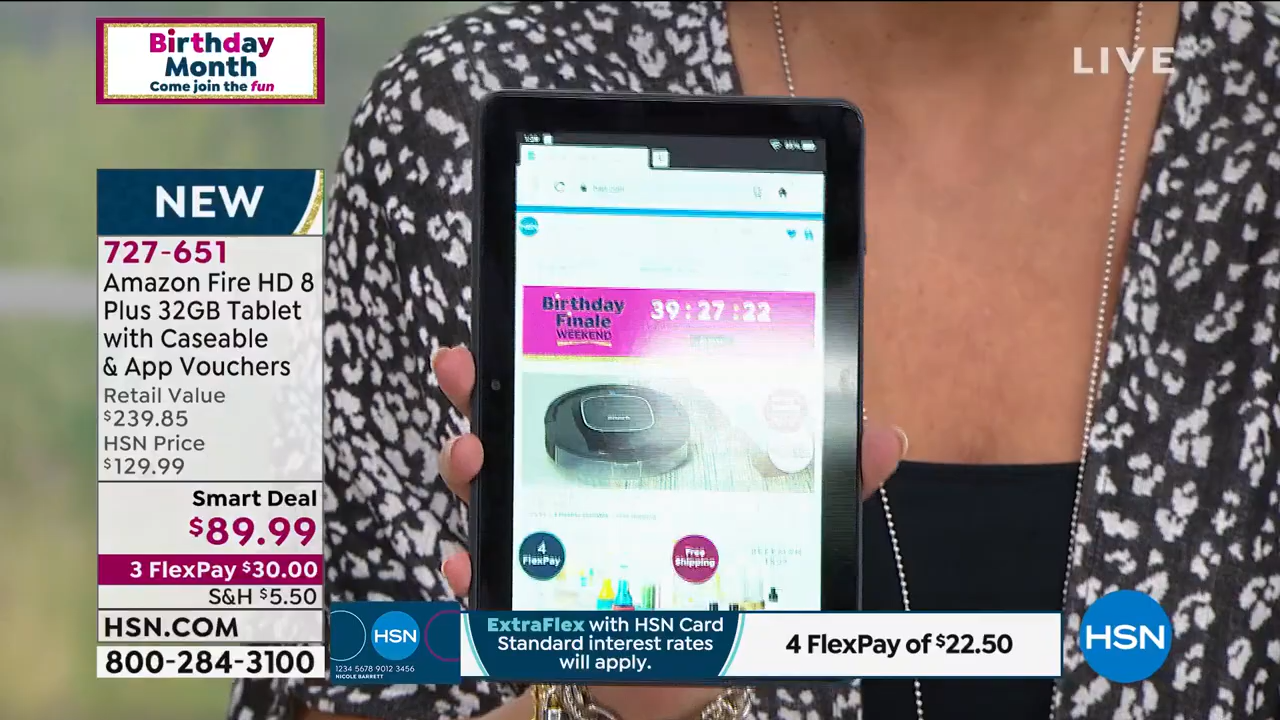 Birthday
Month
Come join the fun
LIVE
NEW
727-651
Amazon Fire HD 8
Plus 32GB Tablet
with Caseable
& App Vouchers
Retail Value
$239.85
HSN Price
$129.99
Smart Deal
$89.99
3 FlexPay $30.00
S&H $5.50
HSN.COM
800-284-3100
Birthday
Finale
WEEKEND
39:27:22
4
FlexPay
Free
Shipping
HSN
1234 5678 9012 3456
NICOLE BARRETT
ExtraFlex with HSN Card
Standard interest rates
will apply.
4 FlexPay of $22.50
HSN